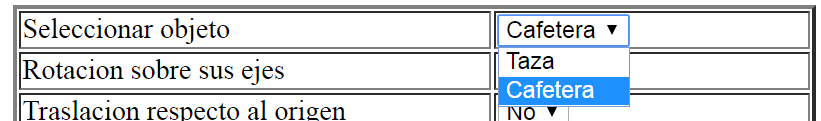 Seleccionar objeto
Cafetera
Taza
Rotacion sobre sus ejes
Cafetera
Traslacion respecto al origen
No